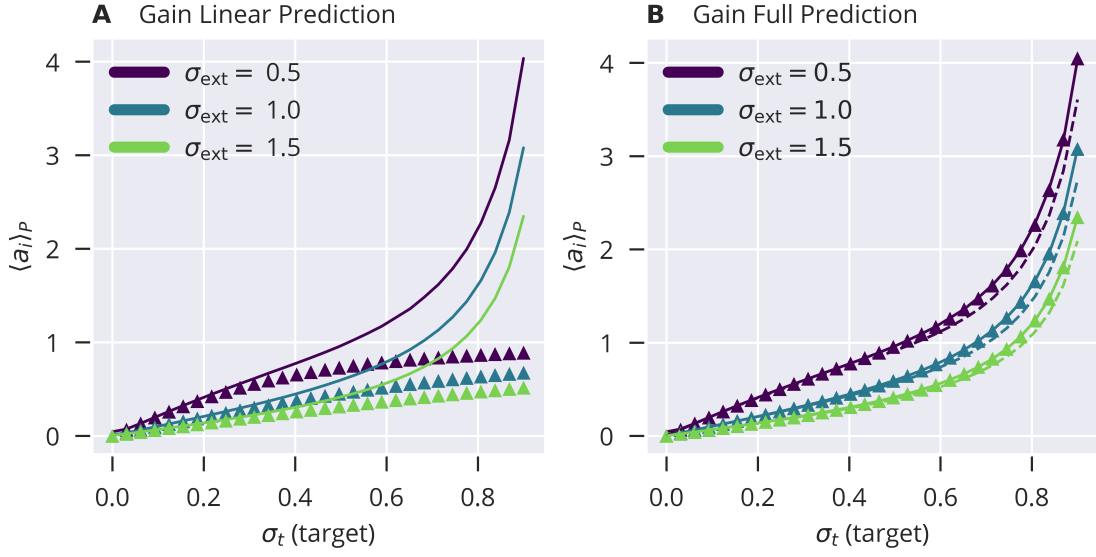 A Gain Linear Prediction
σext = 0.5
σext = 1.0
σext = 1.5
4
3
2
1
0
⟨ai⟩P
0.0 0.2 0.4 0.6 0.8
σt (target)
B Gain Full Prediction
σext = 0.5
σext = 1.0
σext = 1.5
4
3
2
1
0
⟨ai⟩P
0.0 0.2 0.4 0.6 0.8
σt (target)